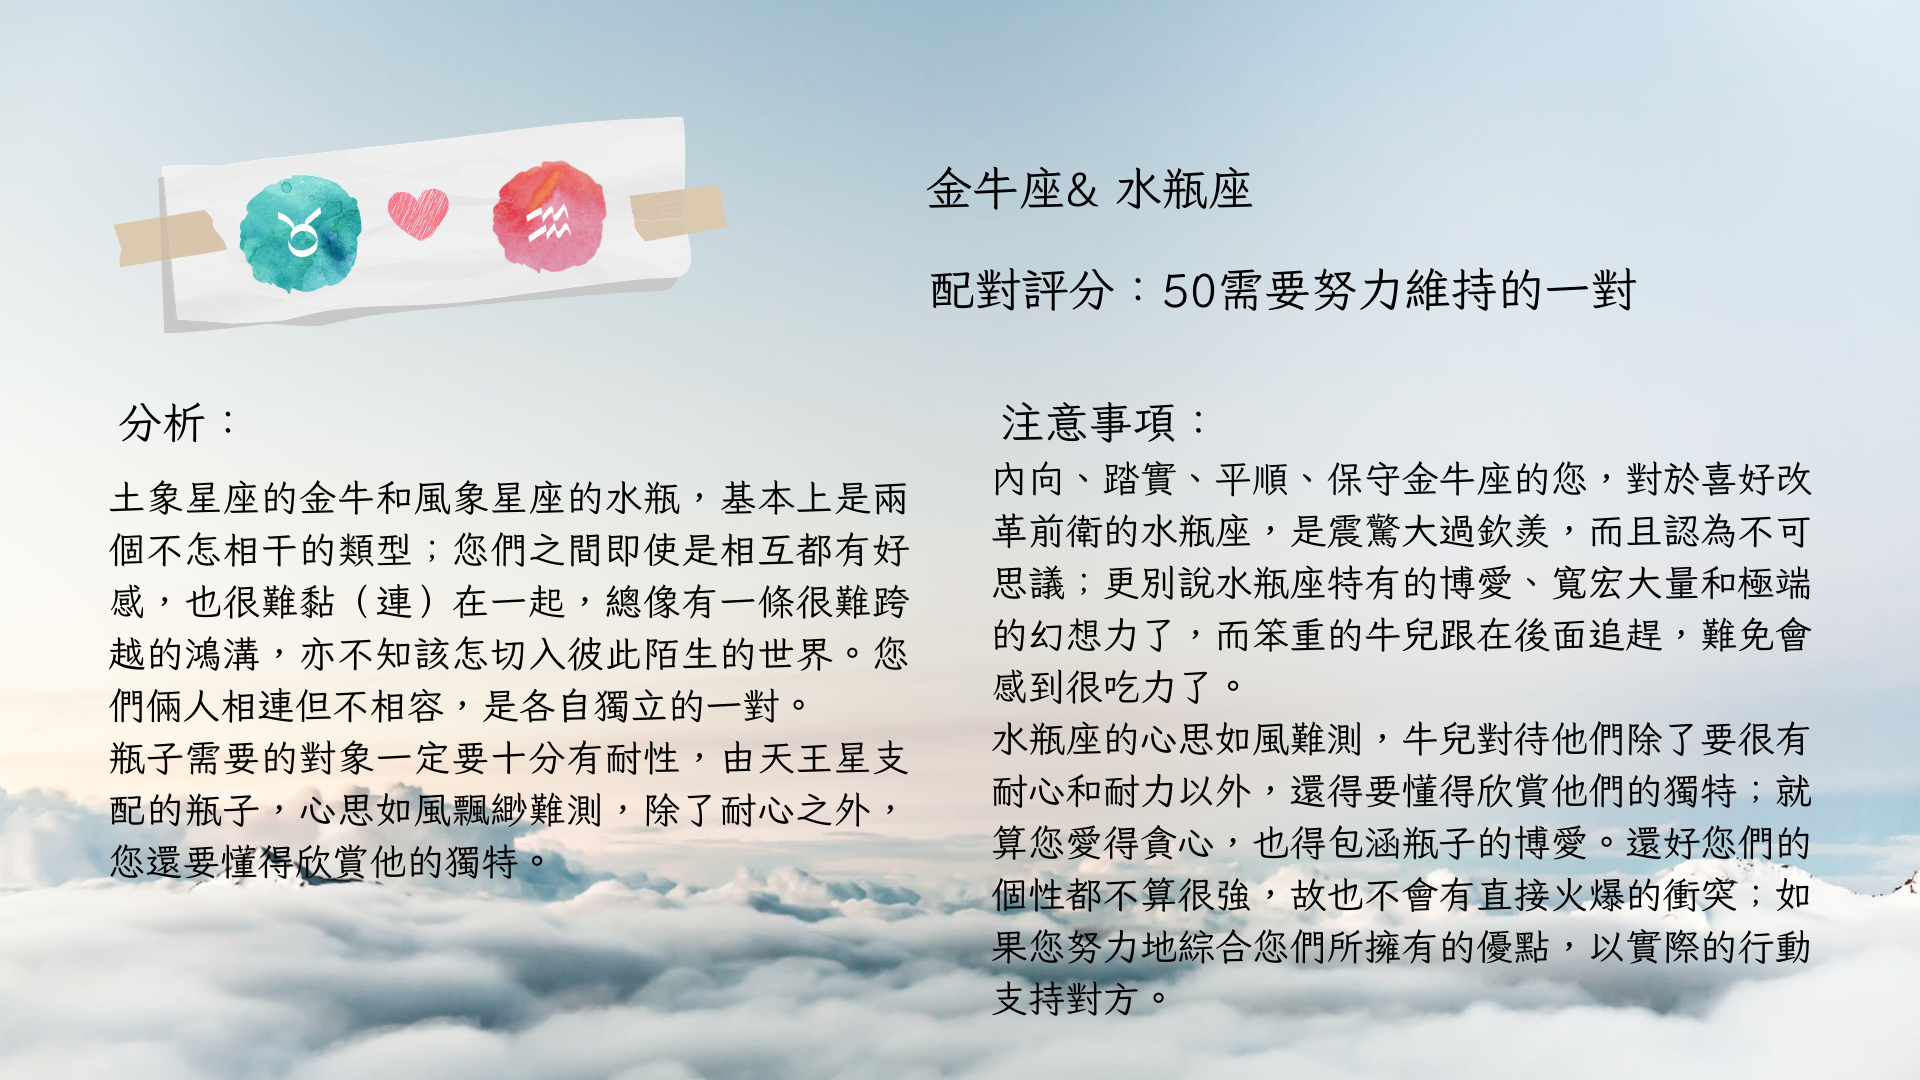 金牛座& 水瓶座
配對評分：50需要努力維持的一對
分析：
土象星座的金牛和風象星座的水瓶，基本上是兩
個不怎相干的類型；您們之間即使是相互都有好
感，也很難黏（連）在一起，總像有一條很難跨
越的鴻溝，亦不知該怎切入彼此陌生的世界。您
們倆人相連但不相容，是各自獨立的一對。
瓶子需要的對象一定要十分有耐性，由天王星支
配的瓶子，心思如風飄緲難測，除了耐心之外，
您還要懂得欣賞他的獨特。
注意事項：
內向、踏實、平順、保守金牛座的您，對於喜好改
革前衛的水瓶座，是震驚大過欽羨，而且認為不可
思議；更別說水瓶座特有的博愛、寬宏大量和極端
的幻想力了，而笨重的牛兒跟在後面追趕，難免會
感到很吃力了。
水瓶座的心思如風難測，牛兒對待他們除了要很有
耐心和耐力以外，還得要懂得欣賞他們的獨特；就
算您愛得貪心，也得包涵瓶子的博愛。還好您們的
個性都不算很強，故也不會有直接火爆的衝突；如
果您努力地綜合您們所擁有的優點，以實際的行動
支持對方。